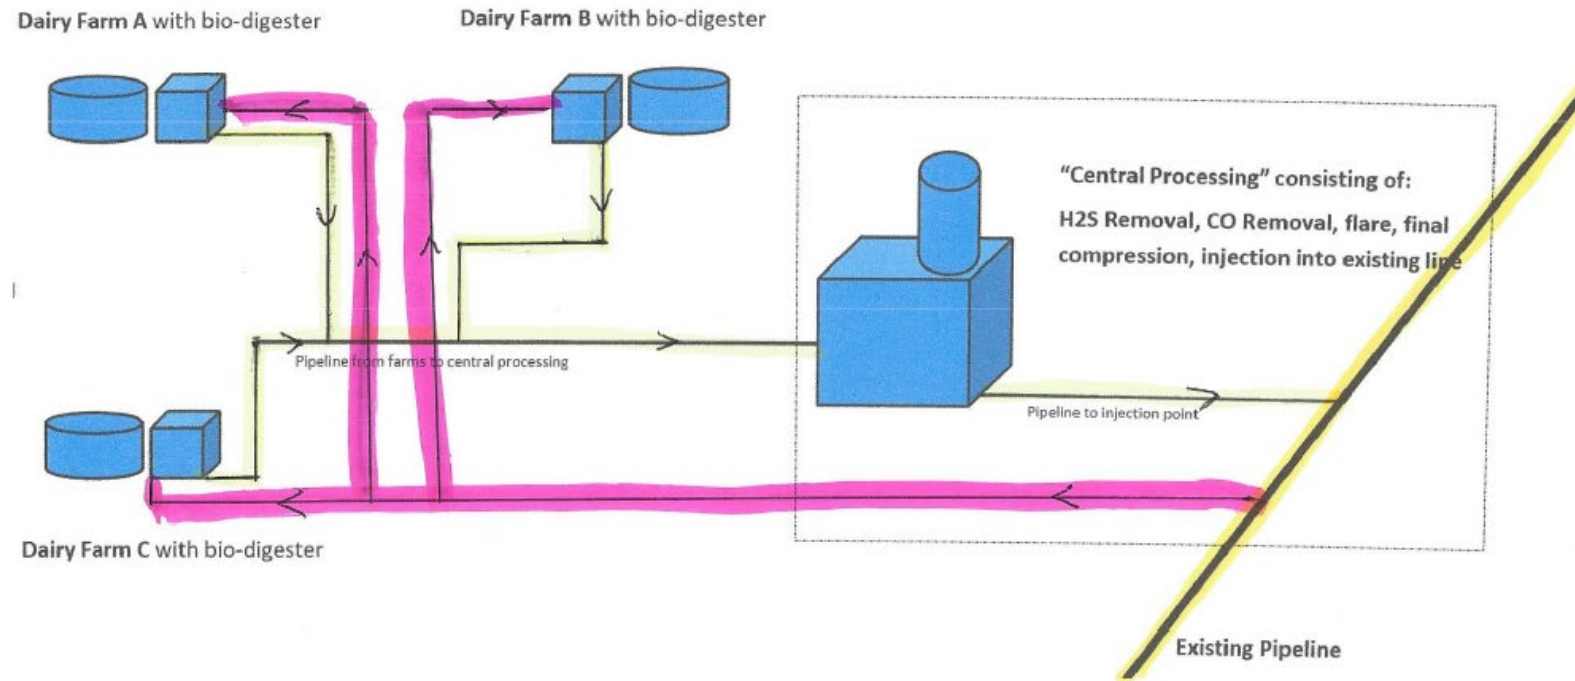 Dairy Farm A with bio-digester
Dairy Farm B with bio-digester
"Central Processing" consisting of:
H2S Removal, CO Removal, flare, final
compression, injection into existing line
Pipeline from farms to central processing
Pipeline to injection point
Dairy Farm C with bio-digester
Existing Pipeline